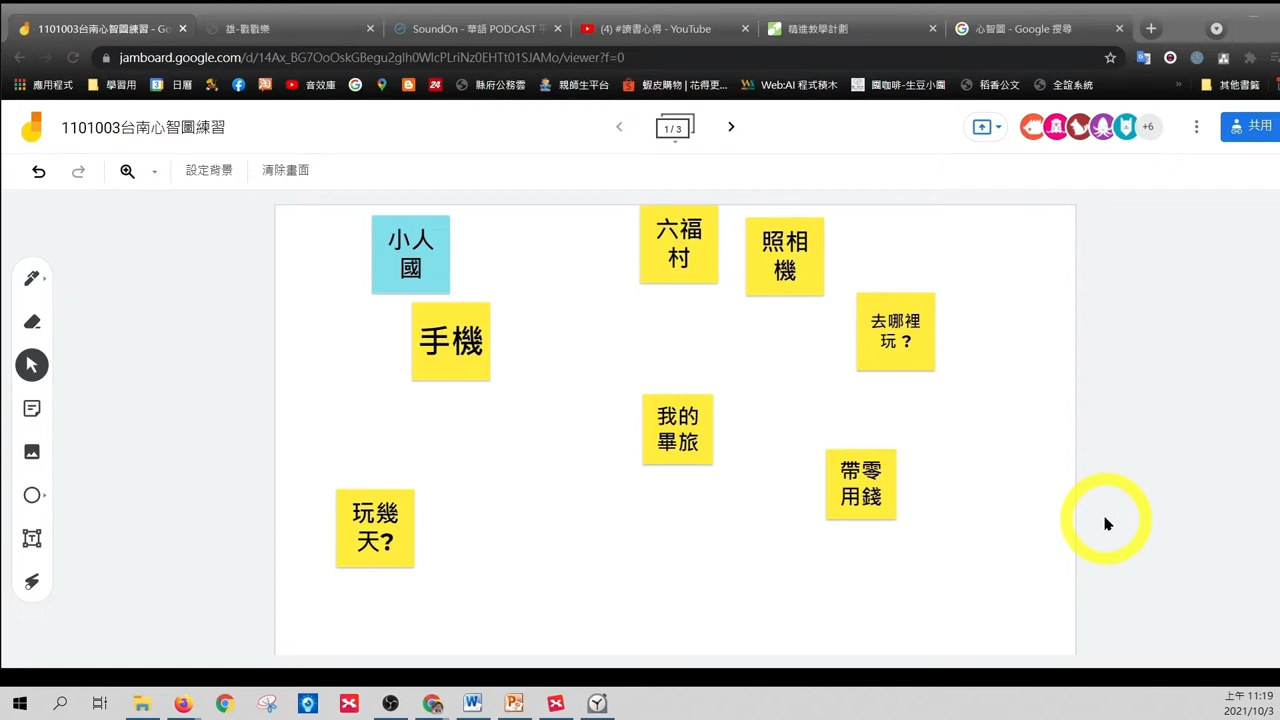 1101003台南心智圖練習 - Go
雄-戳戳樂
SoundOn - 華語 PODCAST 平
(4) #讀書心得 - YouTube
精進教學計劃
心智圖 - Google 搜尋
jamboard.google.com/d/14Ax_BG7OoOskGBegu2glh0WIcPLriNz0EHTt01SJAMo/viewer?f=0
應用程式
學習用
日曆
音效庫
縣府公務雲
親師生平台
蝦皮購物 | 花得更...
Web:AI 程式積木
圈咖啡-生豆小圈
稻香公文
全誼系統
»
其他書籤
1101003台南心智圖練習
1 / 3
+6
共用
設定背景
清除畫面
小人
國
六福
村
照相
機
手機
去哪裡
玩？
我的
畢旅
帶零
用錢
玩幾
天?
上午 11:19
2021/10/3